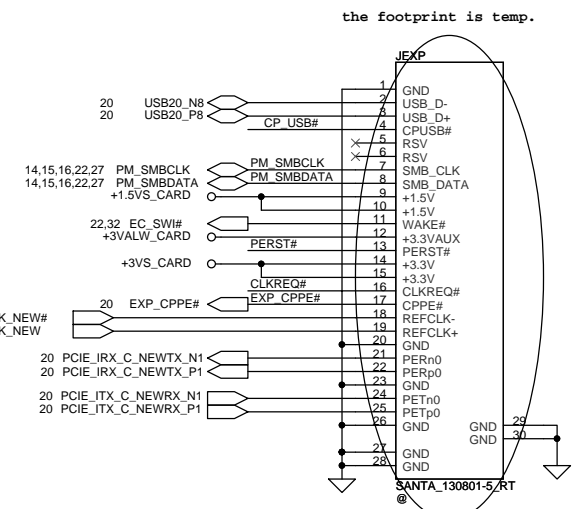 the footprint is temp.
JEXP
1 GND
20 USB20_N8 2 USB_D-
20 USB20_P8 3 USB_D+
CP_USB# 4 CPUSB#
5 RSV
6 RSV
14,15,16,22,27 PM_SMBCLK PM_SMBCLK 7 SMB_CLK
14,15,16,22,27 PM_SMBDATA PM_SMBDATA 8 SMB_DATA
+1.5VS_CARD 9 +1.5V
10 +1.5V
22,32 EC_SWI# 11 WAKE#
+3VALW_CARD 12 +3.3VAUX
PERST# 13 PERST#
+3VS_CARD 14 +3.3V
15 +3.3V
CLKREQ# 16 CLKREQ#
20 EXP_CPPE# EXP_CPPE# 17 CPPE#
K_NEW# 18 REFCLK-
K_NEW 19 REFCLK+
20 GND
20 PCIE_IRX_C_NEWTX_N1 21 PERn0
20 PCIE_IRX_C_NEWTX_P1 22 PERp0
23 GND
20 PCIE_ITX_C_NEWRX_N1 24 PETn0
20 PCIE_ITX_C_NEWRX_P1 25 PETp0
26 GND GND 29
GND 30
27 GND
28 GND
SANTA_130801-5_RT
@